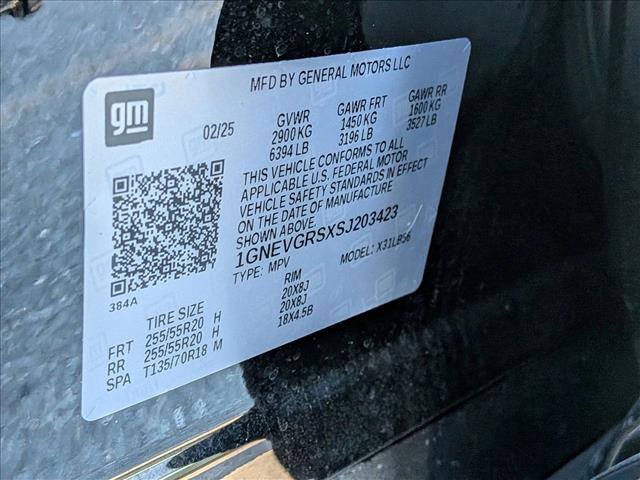 MFD BY GENERAL MOTORS LLC
gm
02/25
GVWR GAWR FRT GAWR RR
2900 KG 1450 KG 1600 KG
6394 LB 3196 LB 3527 LB
THIS VEHICLE CONFORMS TO ALL
APPLICABLE U.S. FEDERAL MOTOR
VEHICLE SAFETY STANDARDS IN EFFECT
ON THE DATE OF MANUFACTURE
SHOWN ABOVE.
1GNEVGRSXSJ203423
TYPE: MPV MODEL: X31LB56
384A
TIRE SIZE RIM
FRT 255/55R20 H 20X8J
RR 255/55R20 H 20X8J
SPA T135/70R18 M 18X4.5B